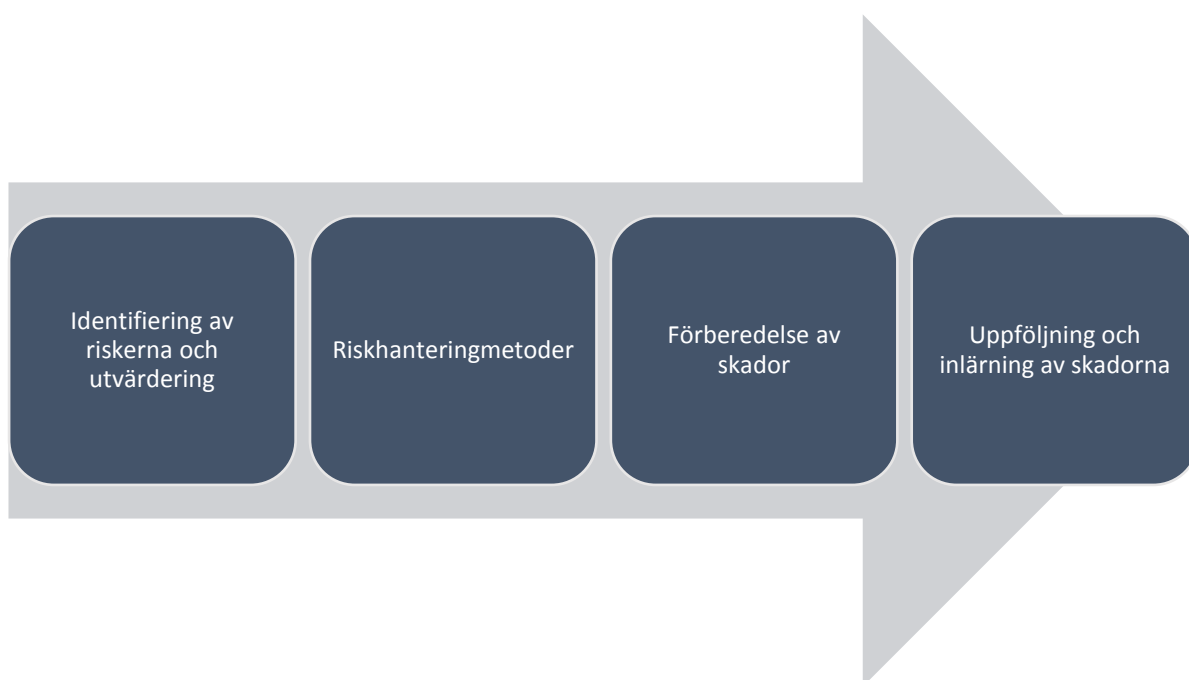 Identifiering av
riskerna och
utvärdering
Riskhanteringmetoder
Förberedelse av
skador
Uppföljning och
inlärning av skadorna